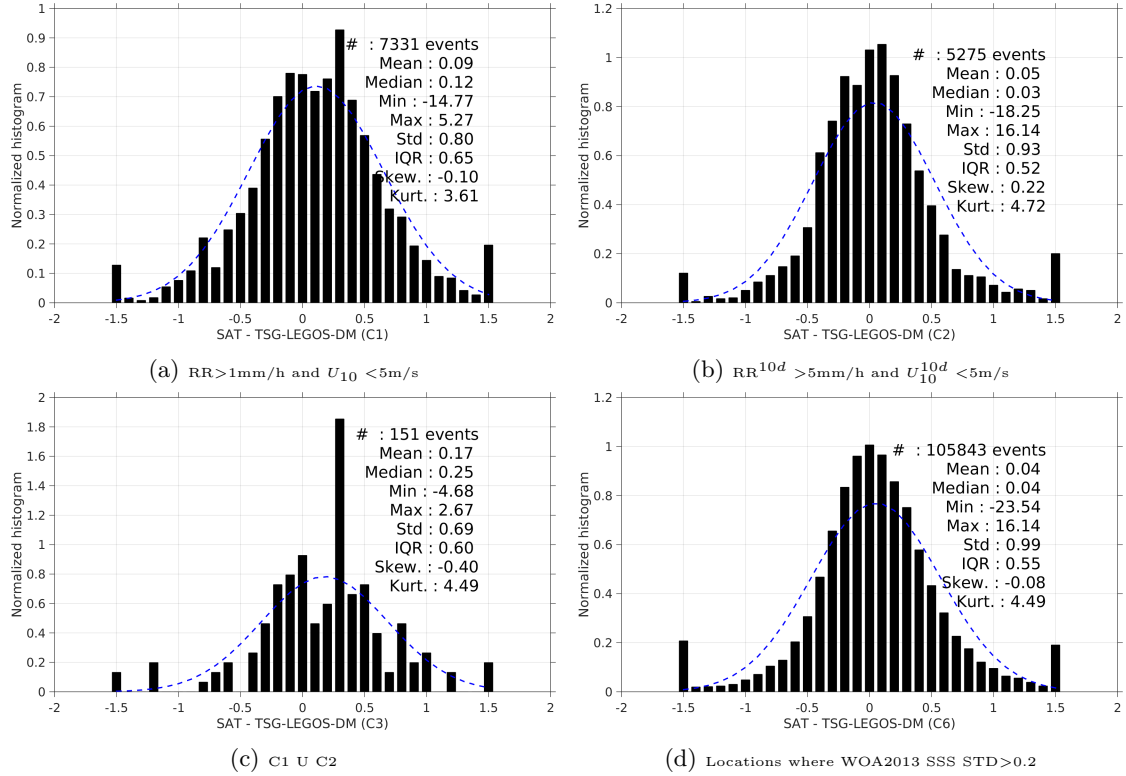 1
0.9
0.8
0.7
0.6
0.5
0.4
0.3
0.2
0.1
0
Normalized histogram
# : 7331 events
Mean : 0.09
Median : 0.12
Min : -14.77
Max : 5.27
Std : 0.80
IQR : 0.65
Skew. : -0.10
Kurt. : 3.61
-2 -1.5 -1 -0.5 0 0.5 1 1.5 2
SAT - TSG-LEGOS-DM (C1)
(a) RR>1mm/h and U10 <5m/s
1.2
1
0.8
0.6
0.4
0.2
0
Normalized histogram
# : 5275 events
Mean : 0.05
Median : 0.03
Min : -18.25
Max : 16.14
Std : 0.93
IQR : 0.52
Skew. : 0.22
Kurt. : 4.72
-2 -1.5 -1 -0.5 0 0.5 1 1.5 2
SAT - TSG-LEGOS-DM (C2)
(b) RR10d >5mm/h and U10 10d <5m/s
2
1.8
1.6
1.4
1.2
1
0.8
0.6
0.4
0.2
0
Normalized histogram
# : 151 events
Mean : 0.17
Median : 0.25
Min : -4.68
Max : 2.67
Std : 0.69
IQR : 0.60
Skew. : -0.40
Kurt. : 4.49
-2 -1.5 -1 -0.5 0 0.5 1 1.5 2
SAT - TSG-LEGOS-DM (C3)
(c) C1 U C2
1.2
1
0.8
0.6
0.4
0.2
0
Normalized histogram
# : 105843 events
Mean : 0.04
Median : 0.04
Min : -23.54
Max : 16.14
Std : 0.99
IQR : 0.55
Skew. : -0.08
Kurt. : 4.49
-2 -1.5 -1 -0.5 0 0.5 1 1.5 2
SAT - TSG-LEGOS-DM (C6)
(d) Locations where WOA2013 SSS STD>0.2